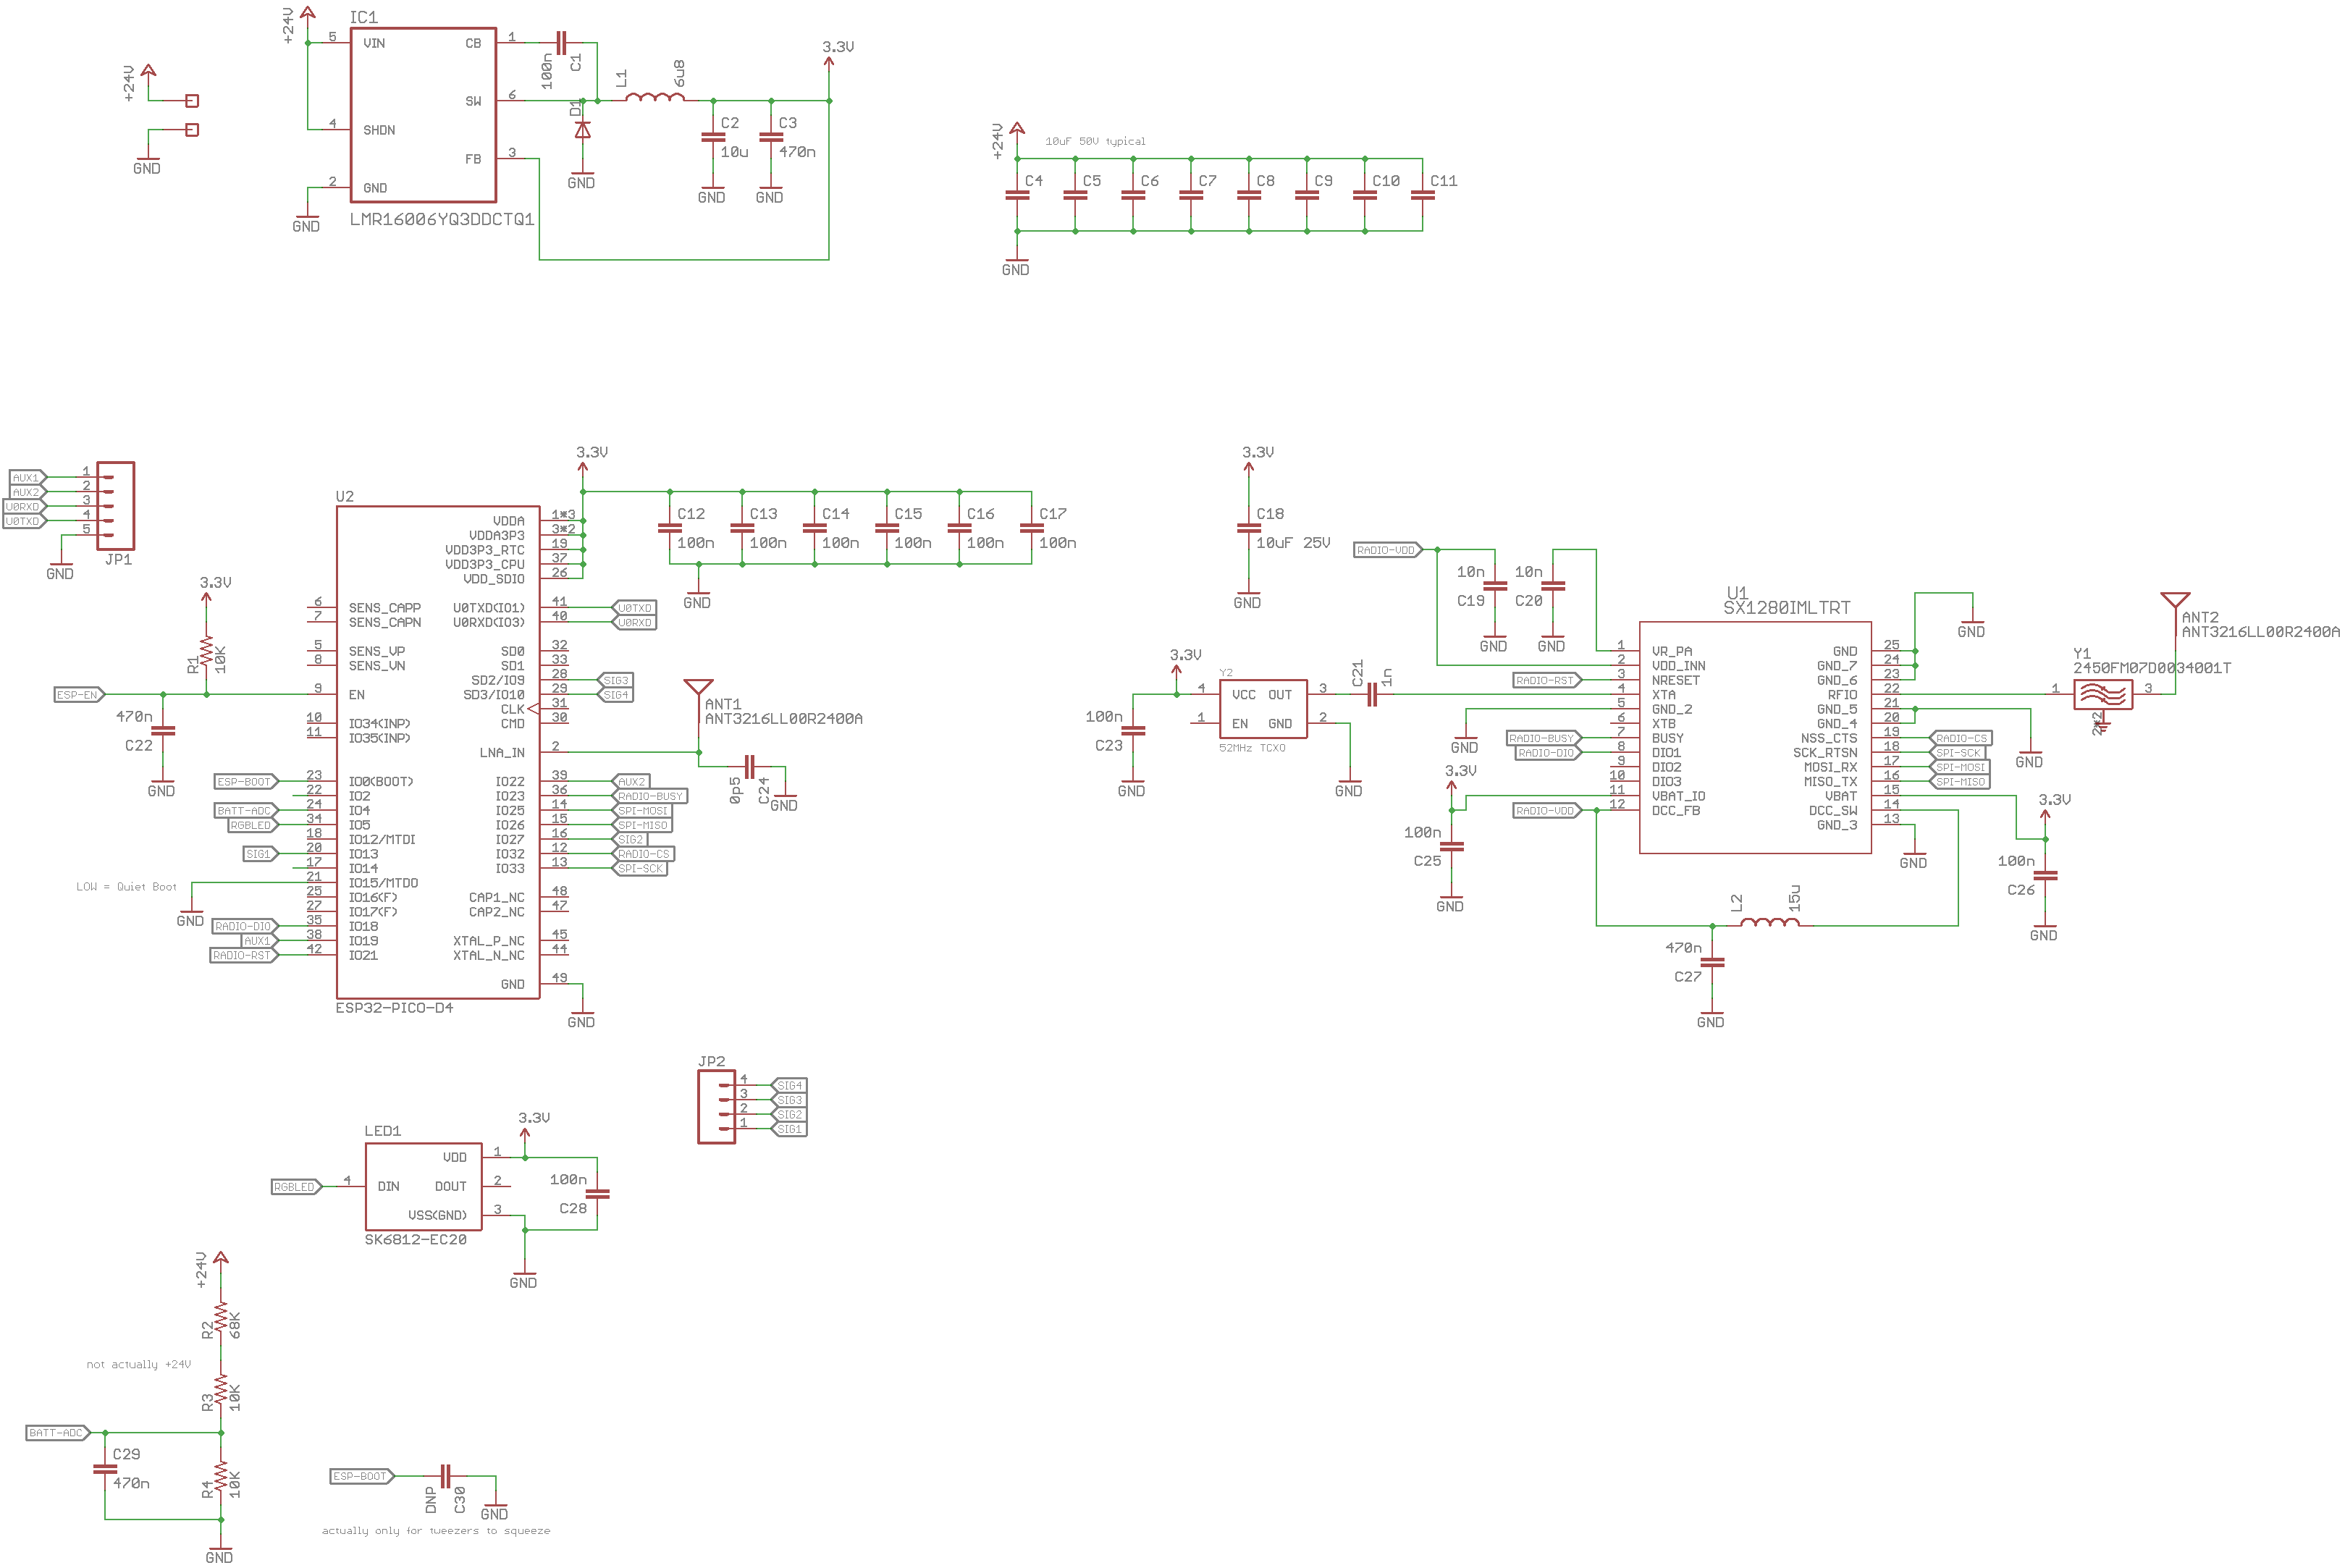 +24V
GND
+24V
IC1
5 VIN
4 SHDN
2 GND
CB 1
SW 6
FB 3
LMR16006YQ3DDCTQ1
GND
100n
C1
D1
GND
L1
6u8
C2
10u
GND
C3
470n
GND
3.3V
+24V
10uF 50V typical
C4
C5
C6
C7
C8
C9
C10
C11
GND
AUX1
AUX2
U0RXD
U0TXD
1
2
3
4
5
JP1
GND
3.3V
R1
10K
ESP-EN
470n
C22
GND
U2
6 SENS_CAPP
7 SENS_CAPN
5 SENS_VP
8 SENS_VN
9 EN
10 IO34(INP)
11 IO35(INP)
ESP-BOOT 23 IO0(BOOT)
22 IO2
BATT-ADC 24 IO4
RGBLED 34 IO5
18 IO12/MTDI
SIG1 20 IO13
17 IO14
21 IO15/MTDO
25 IO16(F)
27 IO17(F)
RADIO-DIO 35 IO18
AUX1 38 IO19
RADIO-RST 42 IO21
LOW = Quiet Boot
GND
VDDA 1*3
VDDA3P3 3*2
VDD3P3_RTC 19
VDD3P3_CPU 37
VDD_SDIO 26
U0TXD(IO1) 41 U0TXD
U0RXD(IO3) 40 U0RXD
SD0 32
SD1 33
SD2/IO9 28 SIG3
SD3/IO10 29 SIG4
CLK 31
CMD 30
LNA_IN 2
IO22 39 AUX2
IO23 36 RADIO-BUSY
IO25 14 SPI-MOSI
IO26 15 SPI-MISO
IO27 16 SIG2
IO32 12 RADIO-CS
IO33 13 SPI-SCK
CAP1_NC 48
CAP2_NC 47
XTAL_P_NC 45
XTAL_N_NC 44
GND 49
ESP32-PICO-D4
GND
3.3V
C12
100n
C13
100n
C14
100n
C15
100n
C16
100n
C17
100n
GND
ANT1
ANT3216LL00R2400A
0p5
C24
GND
3.3V
C18
10uF 25V
GND
3.3V
100n
C23
GND
Y2
4 VCC
1 EN
OUT 3
GND 2
52MHz TCXO
GND
C21
1n
RADIO-VDD
10n
C19
GND
10n
C20
GND
U1
SX1280IMLTRT
1 VR_PA
2 VDD_INN
RADIO-RST 3 NRESET
4 XTA
5 GND_2
6 XTB
RADIO-BUSY 7 BUSY
RADIO-DIO 8 DIO1
9 DIO2
10 DIO3
11 VBAT_IO
RADIO-VDD 12 DCC_FB
GND
3.3V
100n
C25
GND
GND 25
GND_7 24
GND_6 23
RFIO 22
GND_5 21
GND_4 20
NSS_CTS 19 RADIO-CS
SCK_RTSN 18 SPI-SCK
MOSI_RX 17 SPI-MOSI
MISO_TX 16 SPI-MISO
VBAT 15
DCC_SW 14
GND_3 13
GND
GND
GND
Y1
2450FM07D0034001T
1
3
2*2
ANT2
ANT3216LL00R2400A
3.3V
100n
C26
GND
L2
15u
470n
C27
GND
JP2
4 SIG4
3 SIG3
2 SIG2
1 SIG1
LED1
RGBLED 4 DIN
VDD 1
DOUT 2
VSS(GND) 3
SK6812-EC20
3.3V
100n
C28
GND
+24V
R2
68K
not actually +24V
R3
10K
BATT-ADC
C29
470n
R4
10K
GND
ESP-BOOT
DNP
C30
GND
actually only for tweezers to squeeze